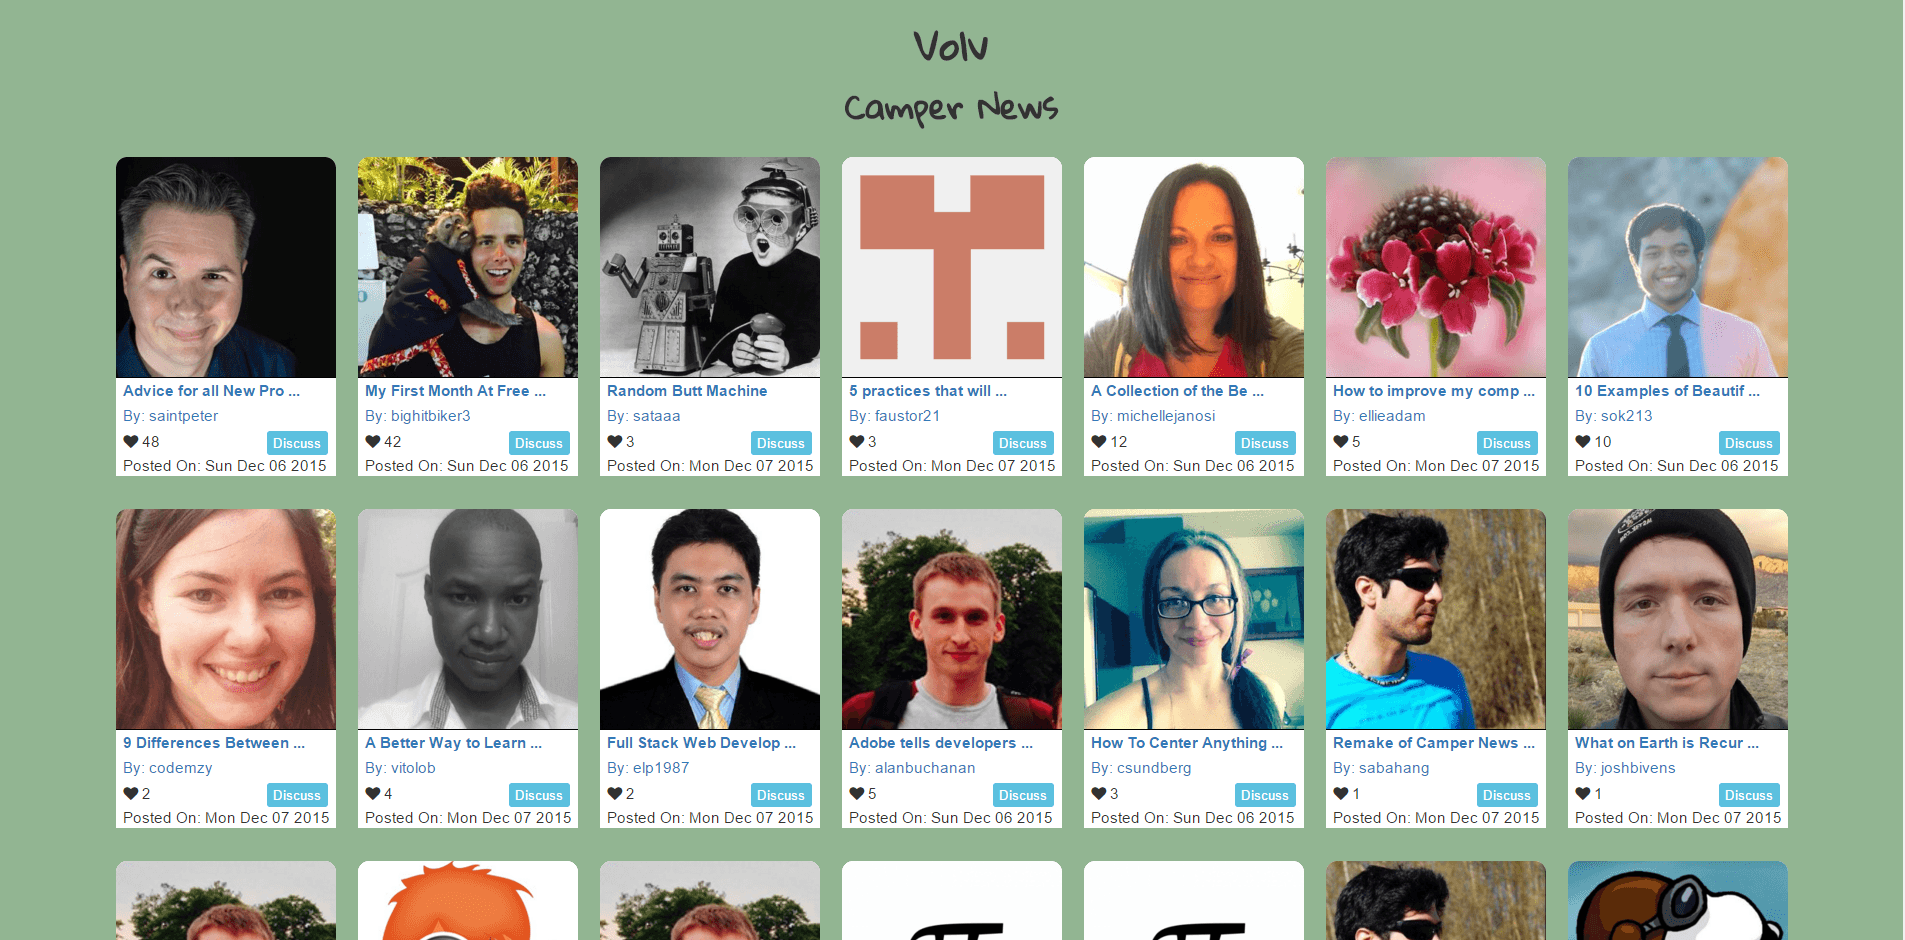 Volv
Camper News
Advice for all New Pro ...
By: saintpeter
48 Discuss
Posted On: Sun Dec 06 2015
My First Month At Free ...
By: bighitbiker3
42 Discuss
Posted On: Sun Dec 06 2015
Random Butt Machine
By: sataaa
3 Discuss
Posted On: Mon Dec 07 2015
5 practices that will ...
By: faustor21
3 Discuss
Posted On: Mon Dec 07 2015
A Collection of the Be ...
By: michellejanosi
12 Discuss
Posted On: Sun Dec 06 2015
How to improve my comp ...
By: ellieadam
5 Discuss
Posted On: Mon Dec 07 2015
10 Examples of Beautif ...
By: sok213
10 Discuss
Posted On: Sun Dec 06 2015
9 Differences Between ...
By: codemzy
2 Discuss
Posted On: Mon Dec 07 2015
A Better Way to Learn ...
By: vitolob
4 Discuss
Posted On: Mon Dec 07 2015
Full Stack Web Develop ...
By: elp1987
2 Discuss
Posted On: Mon Dec 07 2015
Adobe tells developers ...
By: alanbuchanan
5 Discuss
Posted On: Sun Dec 06 2015
How To Center Anything ...
By: csundberg
3 Discuss
Posted On: Sun Dec 06 2015
Remake of Camper News ...
By: sabahang
1 Discuss
Posted On: Mon Dec 07 2015
What on Earth is Recur ...
By: joshbivens
1 Discuss
Posted On: Mon Dec 07 2015